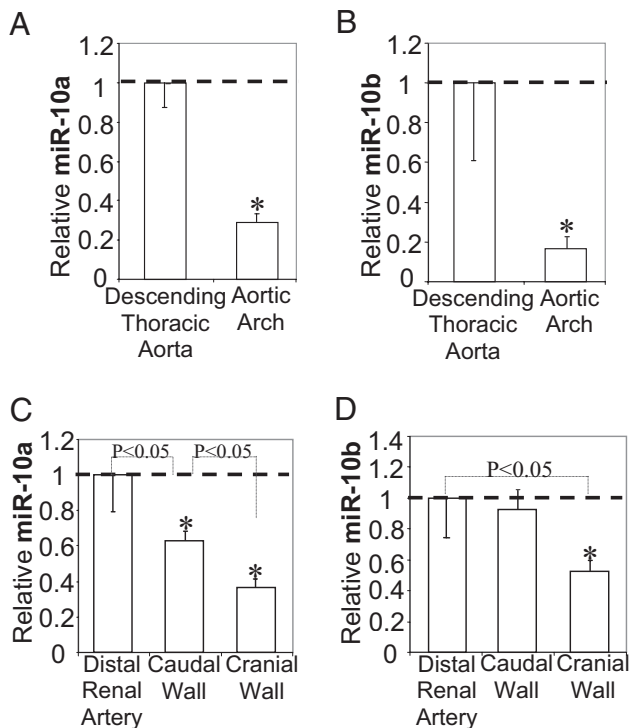 A
Relative miR-10a
1.2
1
0.8
0.6
0.4
0.2
0
*
Descending
Thoracic
Aorta
Aortic
Arch
B
Relative miR-10b
1.2
1
0.8
0.6
0.4
0.2
0
*
Descending
Thoracic
Aorta
Aortic
Arch
C
Relative miR-10a
1.2
1
0.8
0.6
0.4
0.2
0
P<0.05
P<0.05
*
*
Distal
Renal
Artery
Caudal
Wall
Cranial
Wall
D
Relative miR-10b
1.4
1.2
1
0.8
0.6
0.4
0.2
0
P<0.05
*
Distal
Renal
Artery
Caudal
Wall
Cranial
Wall